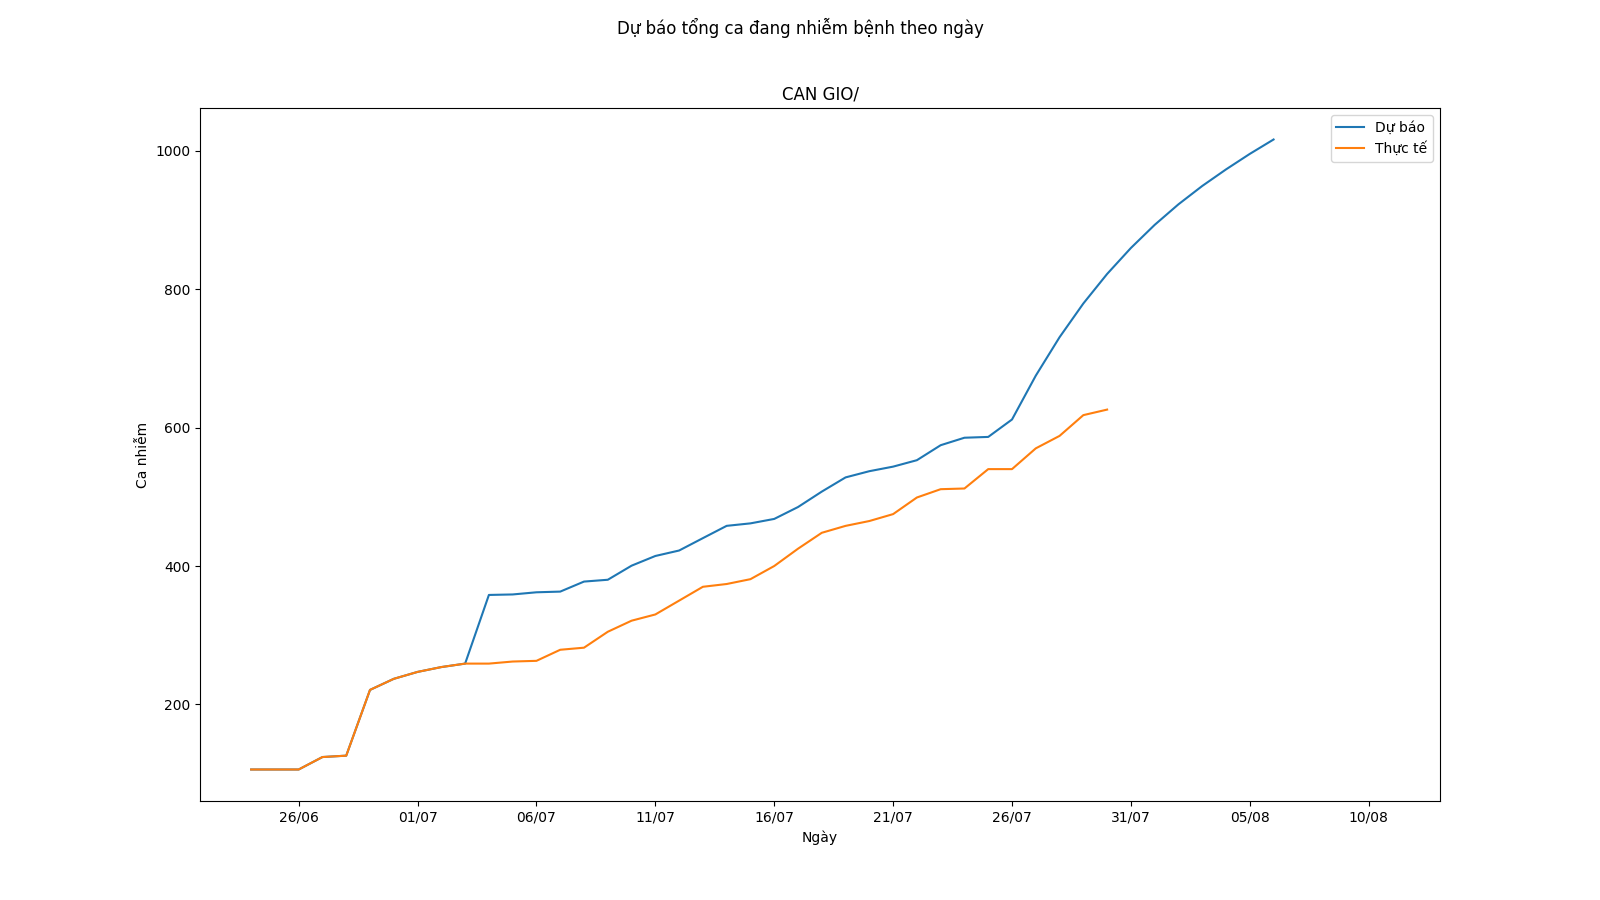 Dự báo tổng ca đang nhiễm bệnh theo ngày
CAN GIO/
Dự báo
Thực tế
1000
800
600
400
200
Ca nhiễm
26/06 01/07 06/07 11/07 16/07 21/07 26/07 31/07 05/08 10/08
Ngày